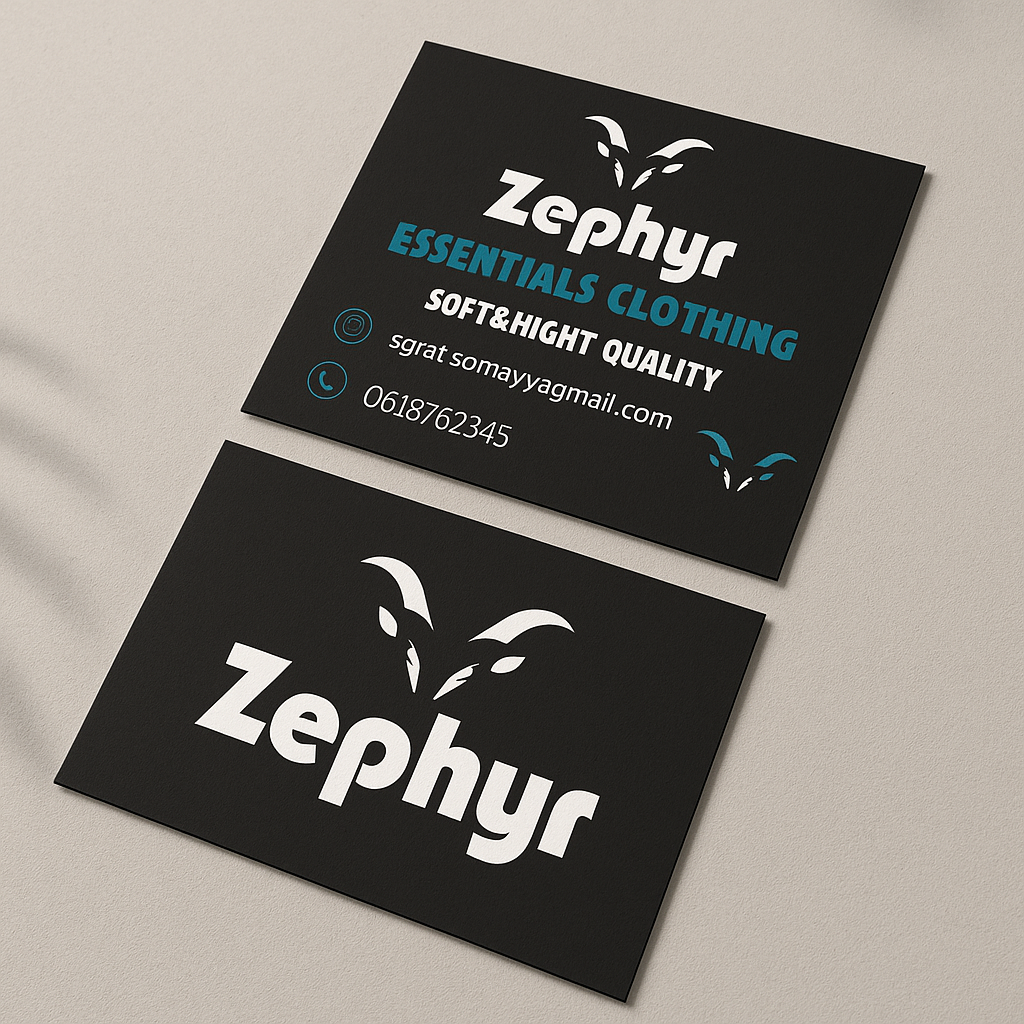 Zephyr
ESSENTIALS CLOTHING
SOFT&HIGHT QUALITY
sgrat somayyagmail.com
0618762345
Zephyr